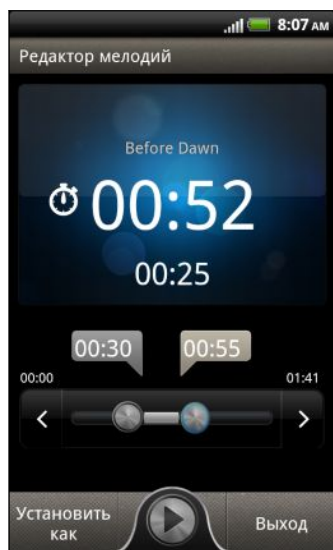 8:07 AM
Редактор мелодий
Before Dawn
00:52
00:25
00:30 00:55
00:00 01:41
Установить как Выход